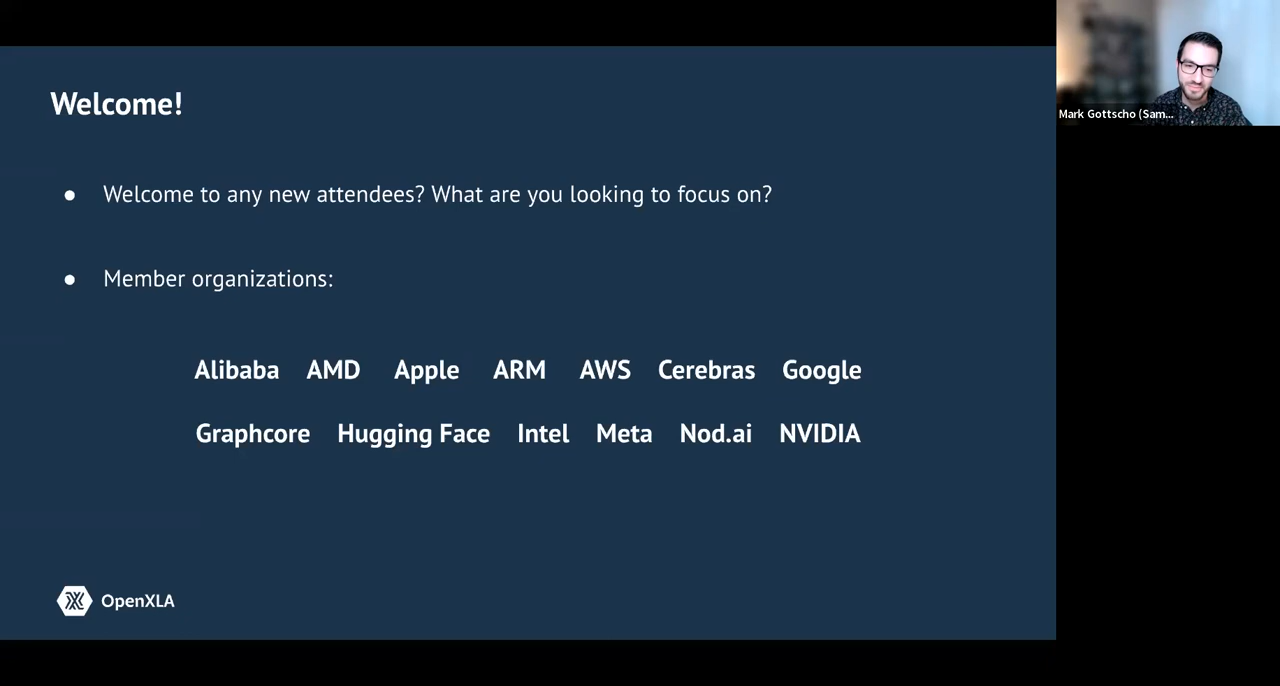 Welcome!
● Welcome to any new attendees? What are you looking to focus on?
● Member organizations:
Alibaba AMD Apple ARM AWS Cerebras Google
Graphcore Hugging Face Intel Meta Nod.ai NVIDIA
OpenXLA
Mark Gottscho (Sam...